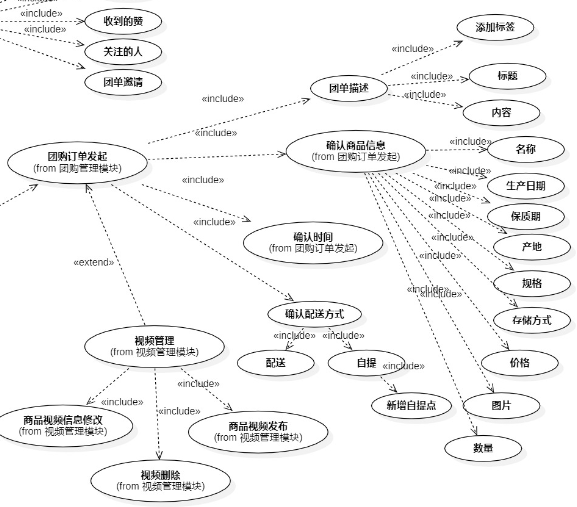 «include»
收到的赞
«include»
关注的人
团单邀请
添加标签
«include»
«include»
标题
团单描述
«include»
«include»
内容
«include»
团购订单发起
(from 团购管理模块)
确认商品信息
(from 团购订单发起)
«include»
名称
«include»
«include»
生产日期
«include»
«include»
保质期
«include»
«include»
产地
«include»
确认时间
(from 团购订单发起)
«include»
«include»
«extend»
规格
«include»
«include»
存储方式
确认配送方式
«include»
«include»
视频管理
(from 视频管理模块)
配送
自提
«include»
价格
«include»
«include»
«include»
新增自提点
图片
商品视频信息修改
(from 视频管理模块)
商品视频发布
(from 视频管理模块)
数量
视频删除
(from 视频管理模块)